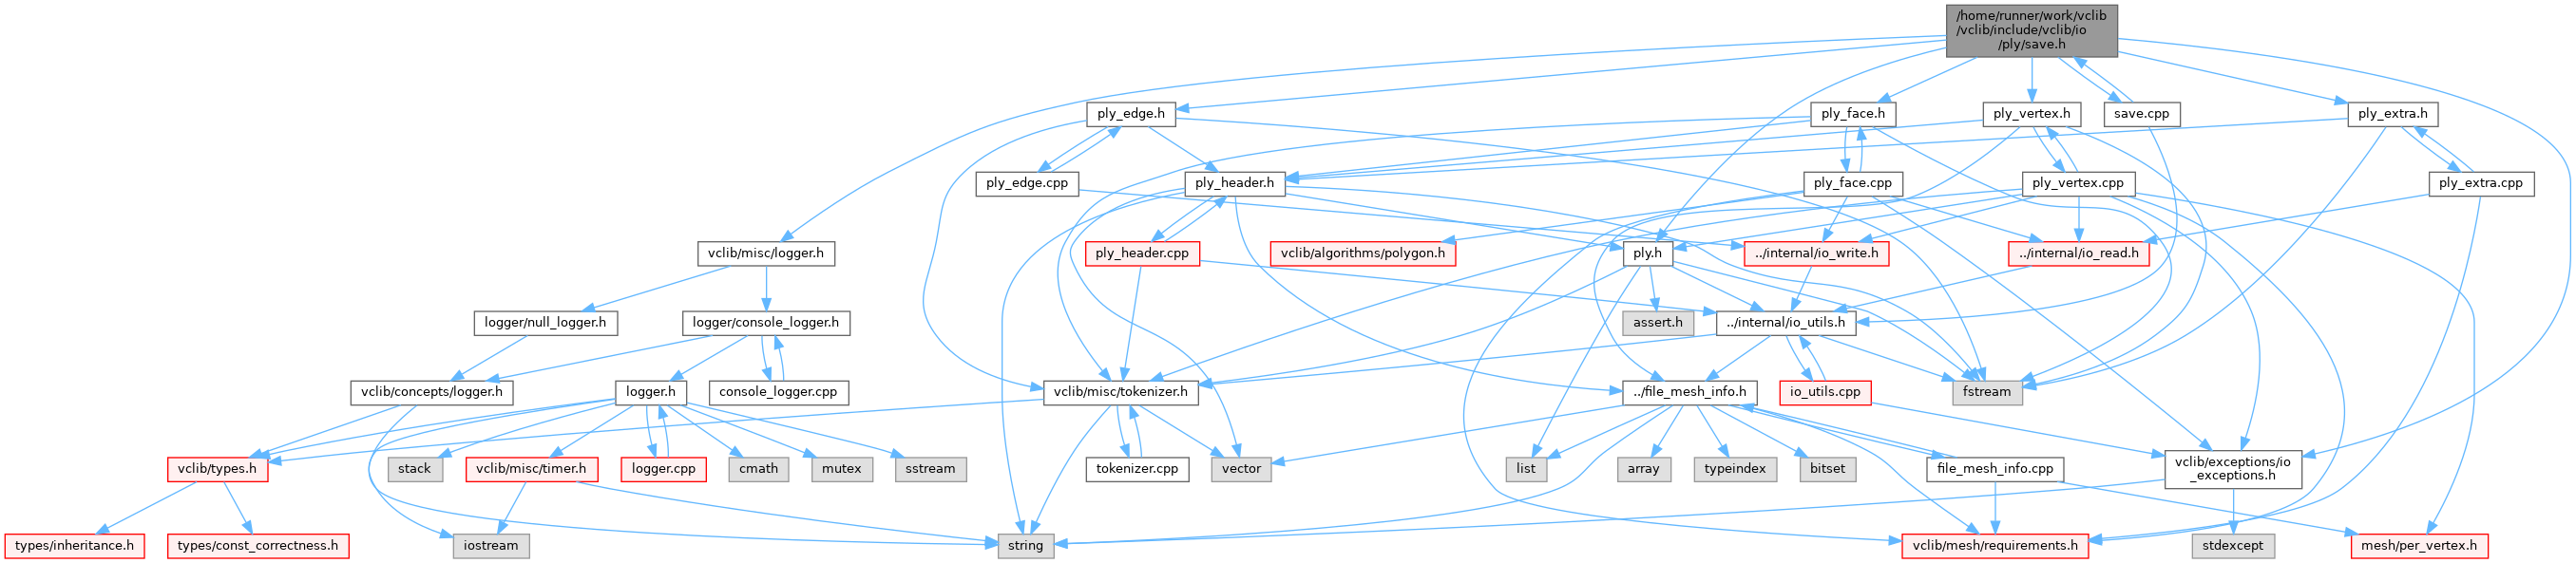 /home/runner/work/vclib
/vclib/include/vclib/io
/ply/save.h
ply_edge.h
ply_face.h
ply_vertex.h
save.cpp
ply_extra.h
ply_edge.cpp
ply_header.h
ply_face.cpp
ply_vertex.cpp
ply_extra.cpp
vclib/misc/logger.h
ply_header.cpp
vclib/algorithms/polygon.h
ply.h
../internal/io_write.h
../internal/io_read.h
logger/null_logger.h
logger/console_logger.h
assert.h
../internal/io_utils.h
vclib/concepts/logger.h
logger.h
console_logger.cpp
vclib/misc/tokenizer.h
../file_mesh_info.h
io_utils.cpp
fstream
vclib/types.h
stack
vclib/misc/timer.h
logger.cpp
cmath
mutex
sstream
tokenizer.cpp
vector
list
array
typeindex
bitset
file_mesh_info.cpp
vclib/exceptions/io
_exceptions.h
types/inheritance.h
types/const_correctness.h
iostream
string
vclib/mesh/requirements.h
stdexcept
mesh/per_vertex.h